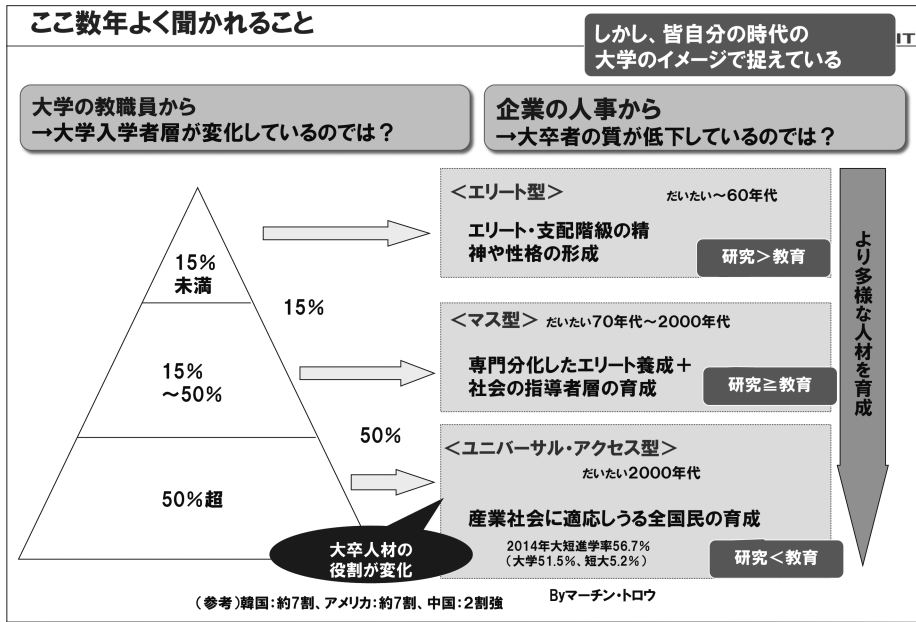 ここ数年よく聞かれること
しかし、皆自分の時代の
大学のイメージで捉えている
IT
大学の教職員から
→大学入学者層が変化しているのでは？
企業の人事から
→大卒者の質が低下しているのでは？
15％
未満
15％
15％
～50％
50％
50％超
＜エリート型＞
だいたい～60年代
エリート・支配階級の精
神や性格の形成
研究＞教育
＜マス型＞ だいたい70年代～2000年代
専門分化したエリート養成＋
社会の指導者層の育成
研究≧教育
＜ユニバーサル・アクセス型＞
だいたい2000年代
産業社会に適応しうる全国民の育成
2014年大短進学率56.7％
（大学51.5％、短大5.2％）
研究＜教育
より多様な人材を育成
大卒人材の
役割が変化
Byマーチン・トロウ
（参考）韓国：約7割、アメリカ：約7割、中国：2割強